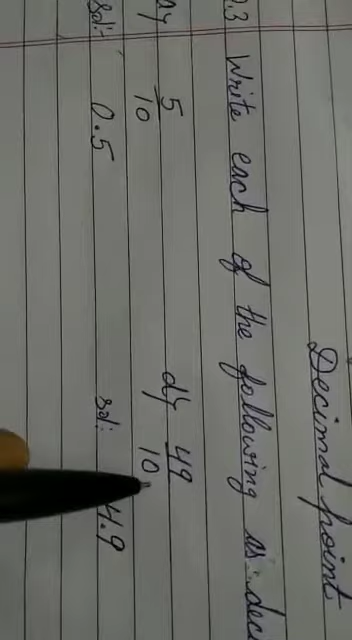 Decimal point
Q.3 Write each of the following as: dec
a) 5/10 d) 49/10
Sol: 0.5 Sol: 4.9